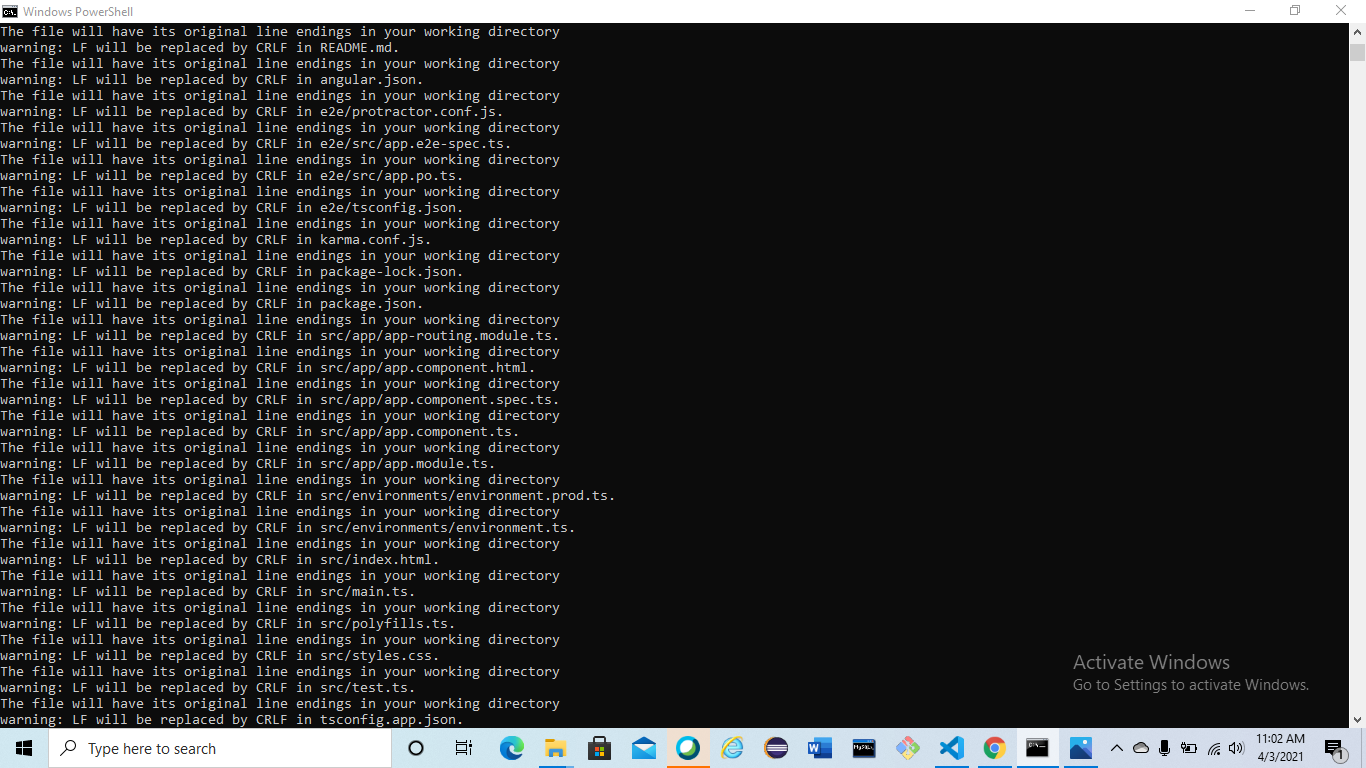 Windows PowerShell
The file will have its original line endings in your working directory
warning: LF will be replaced by CRLF in README.md.
The file will have its original line endings in your working directory
warning: LF will be replaced by CRLF in angular.json.
The file will have its original line endings in your working directory
warning: LF will be replaced by CRLF in e2e/protractor.conf.js.
The file will have its original line endings in your working directory
warning: LF will be replaced by CRLF in e2e/src/app.e2e-spec.ts.
The file will have its original line endings in your working directory
warning: LF will be replaced by CRLF in e2e/src/app.po.ts.
The file will have its original line endings in your working directory
warning: LF will be replaced by CRLF in e2e/tsconfig.json.
The file will have its original line endings in your working directory
warning: LF will be replaced by CRLF in karma.conf.js.
The file will have its original line endings in your working directory
warning: LF will be replaced by CRLF in package-lock.json.
The file will have its original line endings in your working directory
warning: LF will be replaced by CRLF in package.json.
The file will have its original line endings in your working directory
warning: LF will be replaced by CRLF in src/app/app-routing.module.ts.
The file will have its original line endings in your working directory
warning: LF will be replaced by CRLF in src/app/app.component.html.
The file will have its original line endings in your working directory
warning: LF will be replaced by CRLF in src/app/app.component.spec.ts.
The file will have its original line endings in your working directory
warning: LF will be replaced by CRLF in src/app/app.component.ts.
The file will have its original line endings in your working directory
warning: LF will be replaced by CRLF in src/app/app.module.ts.
The file will have its original line endings in your working directory
warning: LF will be replaced by CRLF in src/environments/environment.prod.ts.
The file will have its original line endings in your working directory
warning: LF will be replaced by CRLF in src/environments/environment.ts.
The file will have its original line endings in your working directory
warning: LF will be replaced by CRLF in src/index.html.
The file will have its original line endings in your working directory
warning: LF will be replaced by CRLF in src/main.ts.
The file will have its original line endings in your working directory
warning: LF will be replaced by CRLF in src/polyfills.ts.
The file will have its original line endings in your working directory
warning: LF will be replaced by CRLF in src/styles.css.
The file will have its original line endings in your working directory
warning: LF will be replaced by CRLF in src/test.ts.
The file will have its original line endings in your working directory
warning: LF will be replaced by CRLF in tsconfig.app.json.
Activate Windows
Go to Settings to activate Windows.
Type here to search
MySQL
11:02 AM
4/3/2021
1